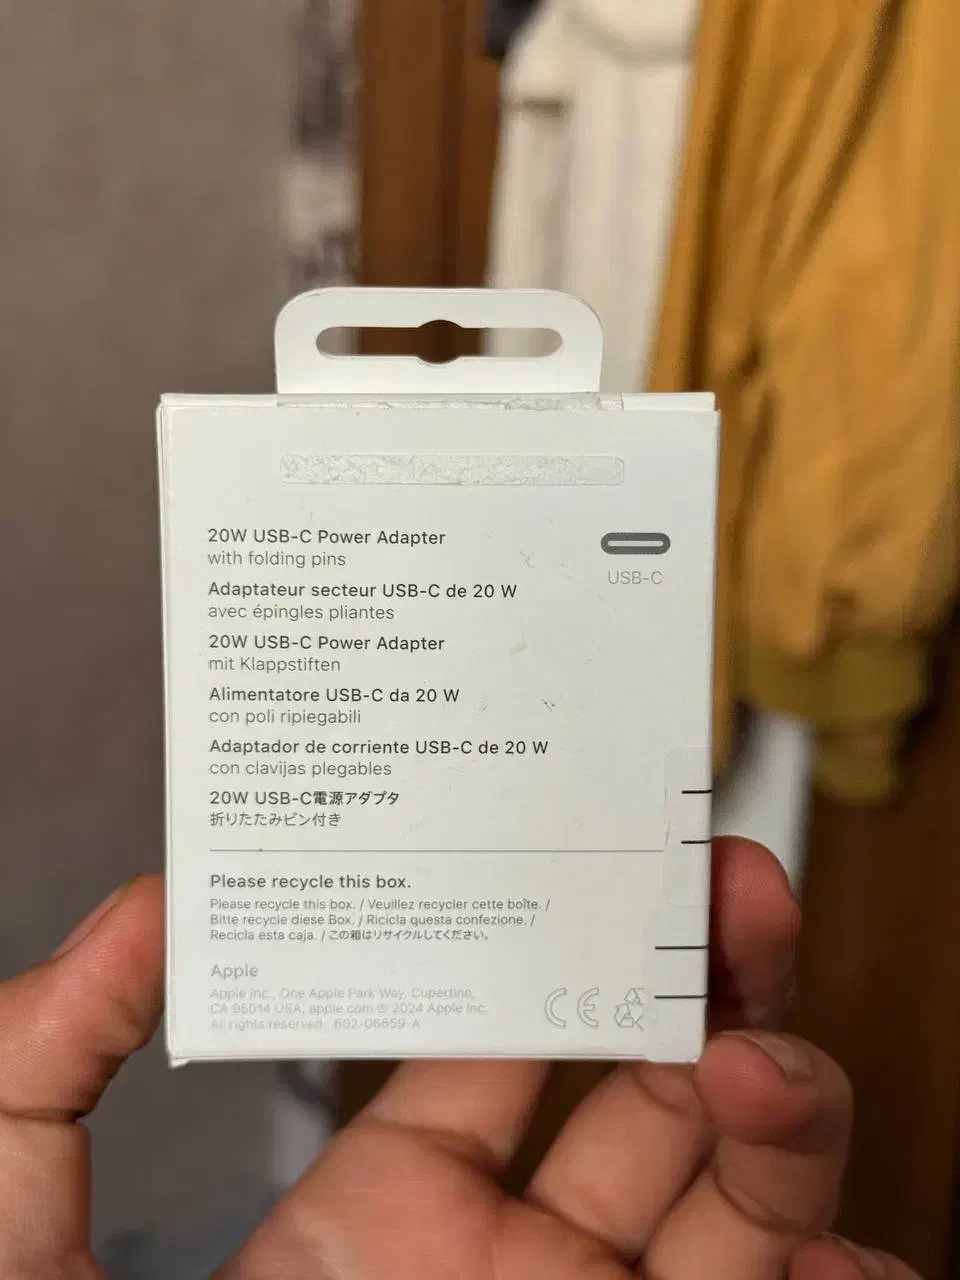 20W USB-C Power Adapter
with folding pins
USB-C
Adaptateur secteur USB-C de 20 W
avec épingles pliantes
20W USB-C Power Adapter
mit Klappstiften
Alimentatore USB-C da 20 W
con poli ripiegabili
Adaptador de corriente USB-C de 20 W
con clavijas plegables
20W USB-C電源アダプタ
折りたたみピン付き
Please recycle this box.
Please recycle this box. / Veuillez recycler cette boîte. /
Bitte recycle diese Box. / Ricicla questa confezione. /
Recicla esta caja. / この箱はリサイクルしてください。
Apple
Apple Inc., One Apple Park Way, Cupertino,
CA 95014 USA, apple.com © 2024 Apple Inc.
All rights reserved 602-06659-A
CE